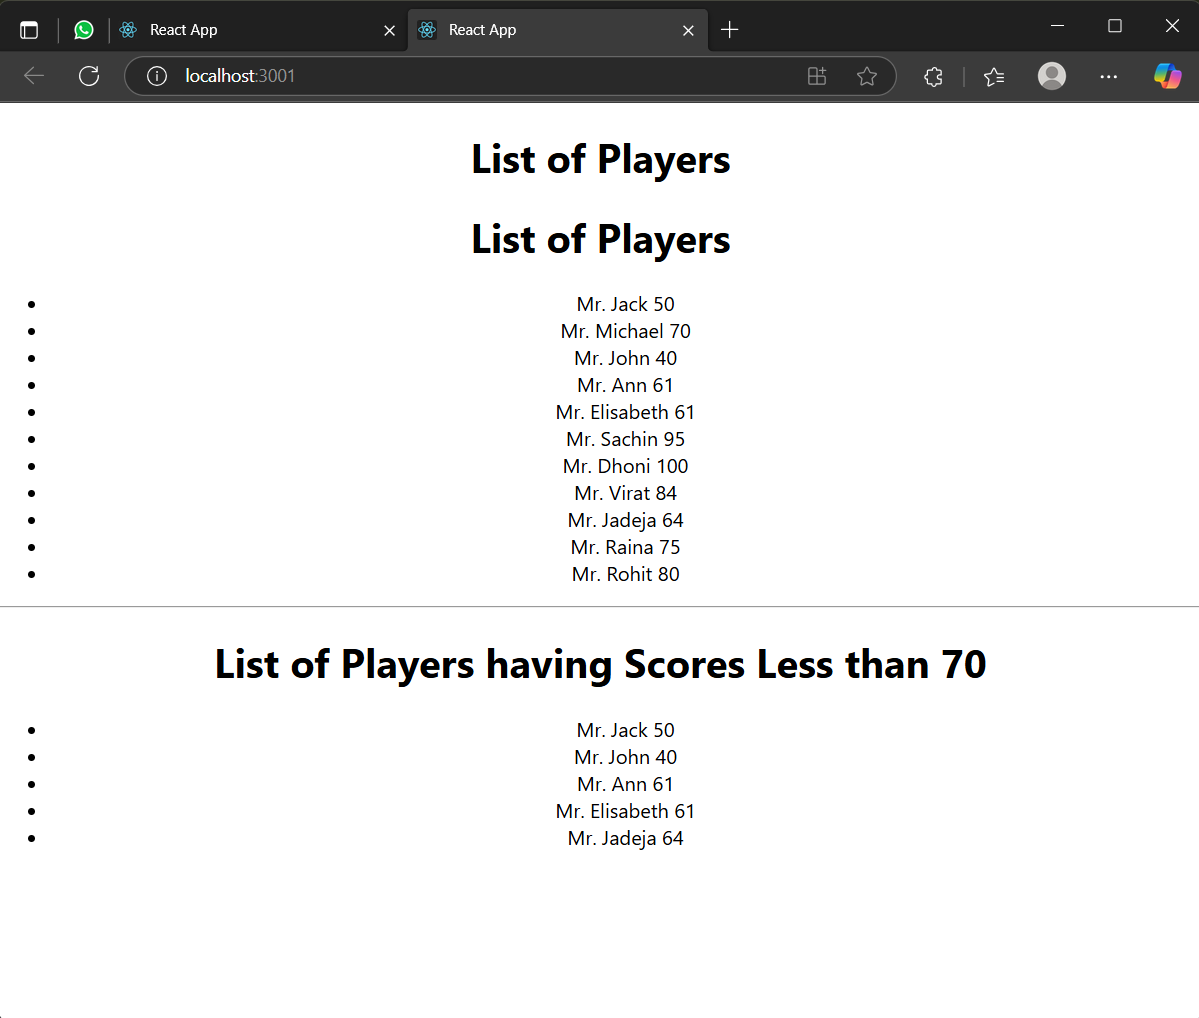 React App
React App
localhost:3001
List of Players
List of Players
Mr. Jack 50
Mr. Michael 70
Mr. John 40
Mr. Ann 61
Mr. Elisabeth 61
Mr. Sachin 95
Mr. Dhoni 100
Mr. Virat 84
Mr. Jadeja 64
Mr. Raina 75
Mr. Rohit 80
List of Players having Scores Less than 70
Mr. Jack 50
Mr. John 40
Mr. Ann 61
Mr. Elisabeth 61
Mr. Jadeja 64